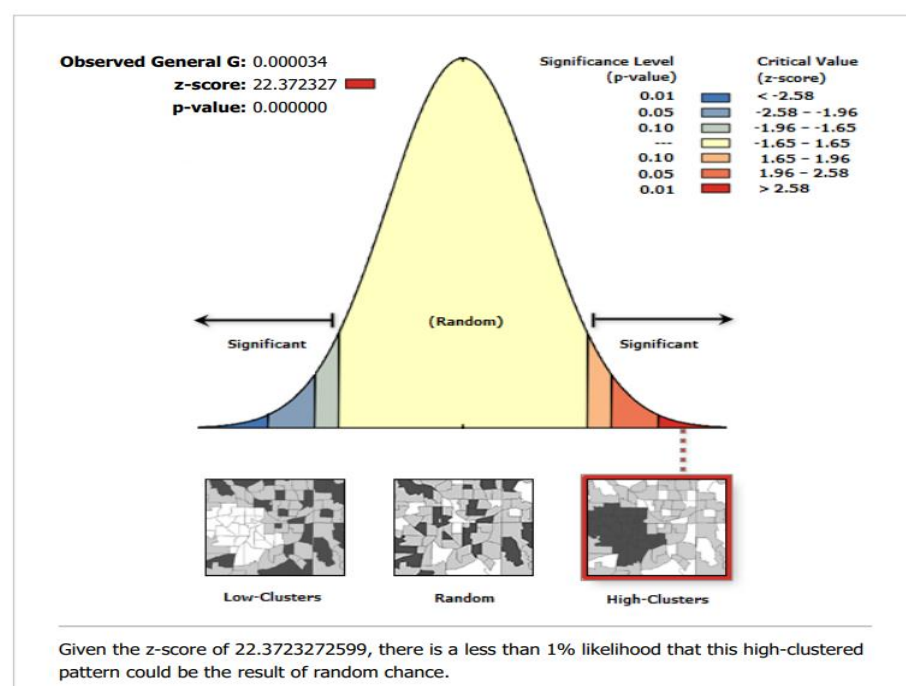 Observed General G: 0.000034
z-score: 22.372327
p-value: 0.000000
Significance Level
(p-value)
Critical Value
(z-score)
0.01 < -2.58
0.05 -2.58 – -1.96
0.10 -1.96 – -1.65
--- -1.65 – 1.65
0.10 1.65 – 1.96
0.05 1.96 – 2.58
0.01 > 2.58
(Random)
Significant
Significant
Low-Clusters
Random
High-Clusters
Given the z-score of 22.3723272599, there is a less than 1% likelihood that this high-clustered
pattern could be the result of random chance.